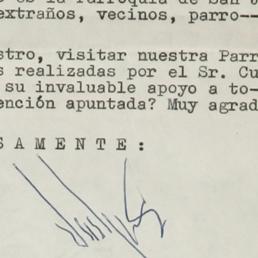 extraños, vecinos, parro--
stro, visitar nuestra Parr
s realizadas por el Sr. Cu
su invaluable apoyo a to-
ención apuntada? Muy agrad
S A M E N T E :